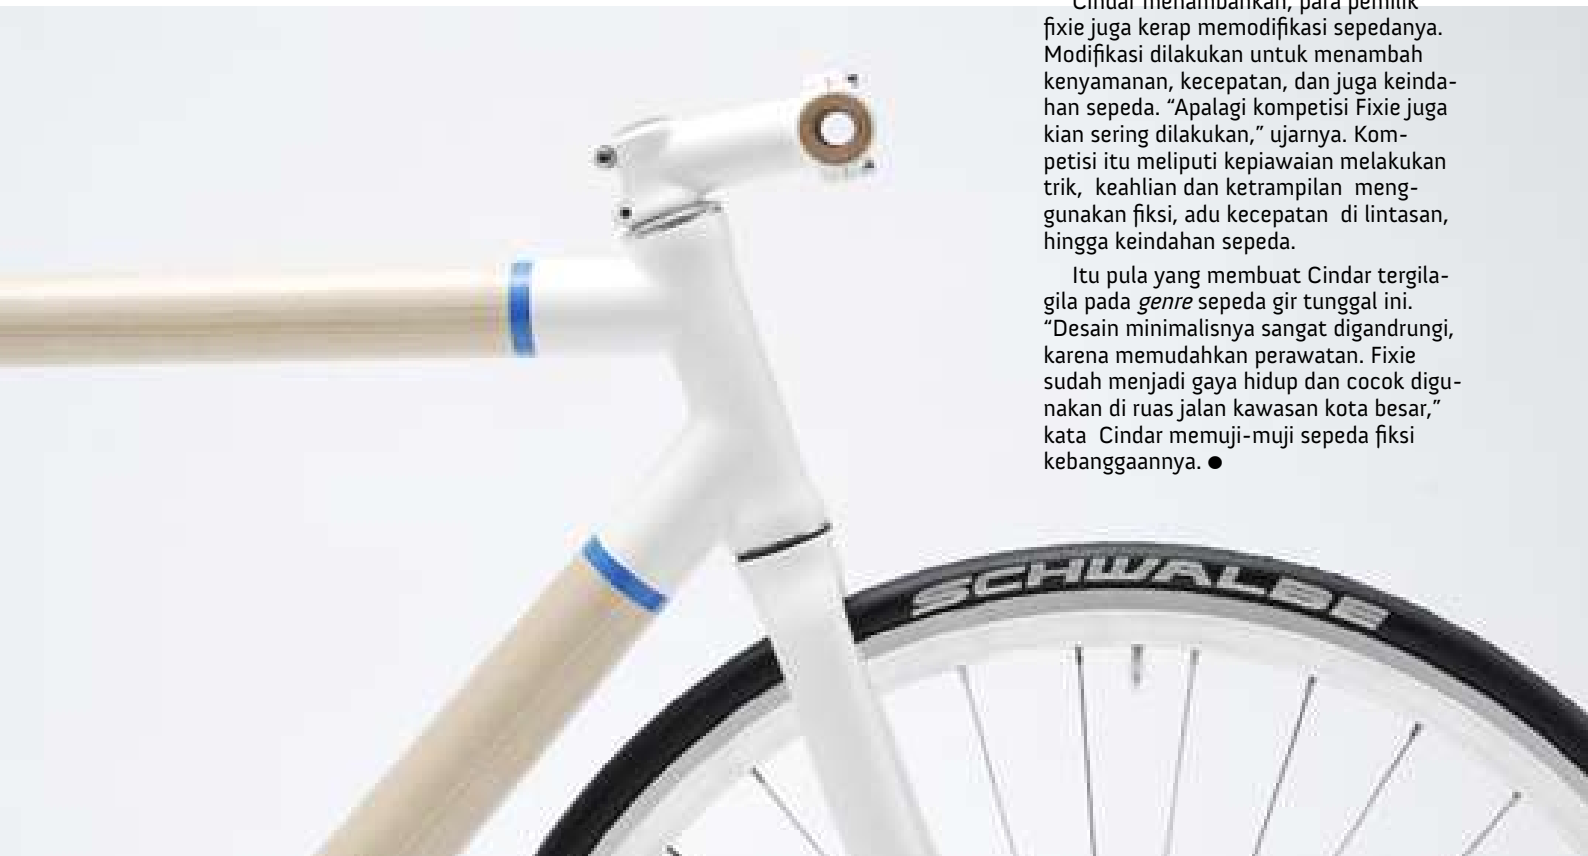 Cindar menambahkan, para pemilik
fixie juga kerap memodifikasi sepedanya.
Modifikasi dilakukan untuk menambah
kenyamanan, kecepatan, dan juga keinda-
han sepeda. “Apalagi kompetisi Fixie juga
kian sering dilakukan,” ujarnya. Kom-
petisi itu meliputi kepiawaian melakukan
trik,  keahlian dan ketrampilan  meng-
gunakan fiksi, adu kecepatan  di lintasan,
hingga keindahan sepeda.
Itu pula yang membuat Cindar tergila-
gila pada genre sepeda gir tunggal ini.
“Desain minimalisnya sangat digandrungi,
karena memudahkan perawatan. Fixie
sudah menjadi gaya hidup dan cocok digu-
nakan di ruas jalan kawasan kota besar,”
kata  Cindar memuji-muji sepeda fiksi
kebanggaannya. ●
SCHWALBE